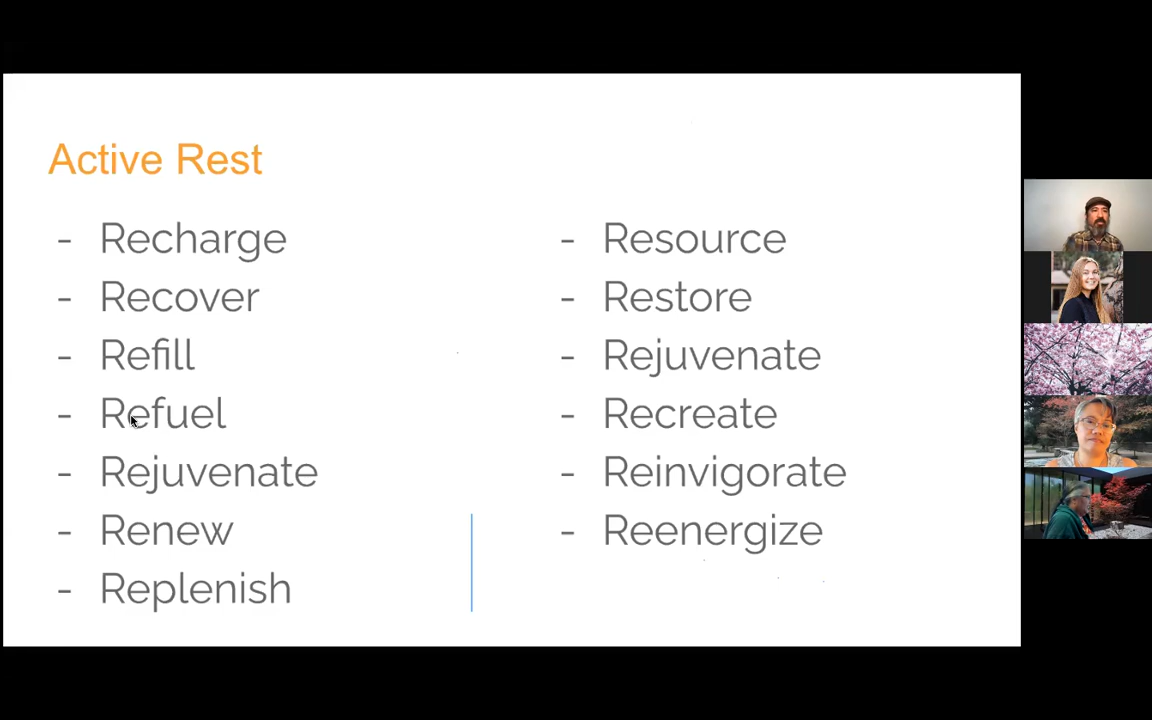 Active Rest
- Recharge
- Recover
- Refill
- Refuel
- Rejuvenate
- Renew
- Replenish
- Resource
- Restore
- Rejuvenate
- Recreate
- Reinvigorate
- Reenergize